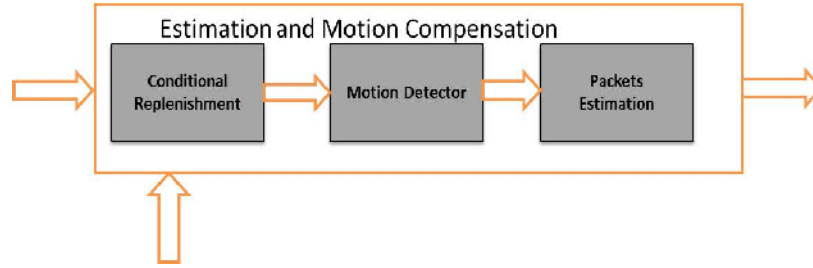 Estimation and Motion Compensation
Conditional
Replenishment
Motion Detector
Packets
Estimation